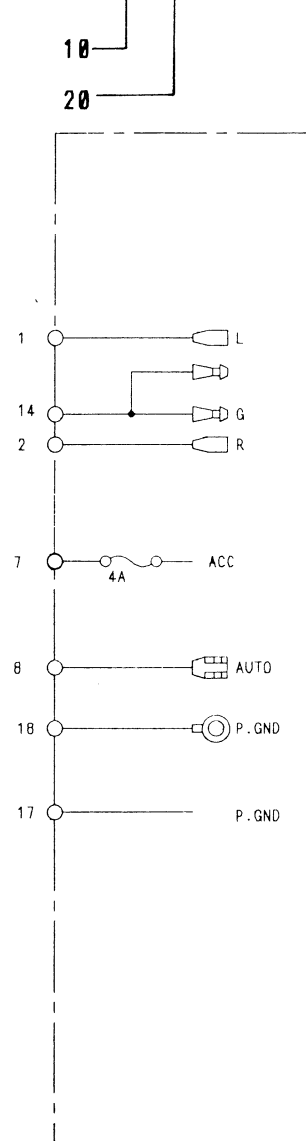 10
20
1 L
14 G
2 R
7 4A ACC
8 AUTO
18 P.GND
17 P.GND